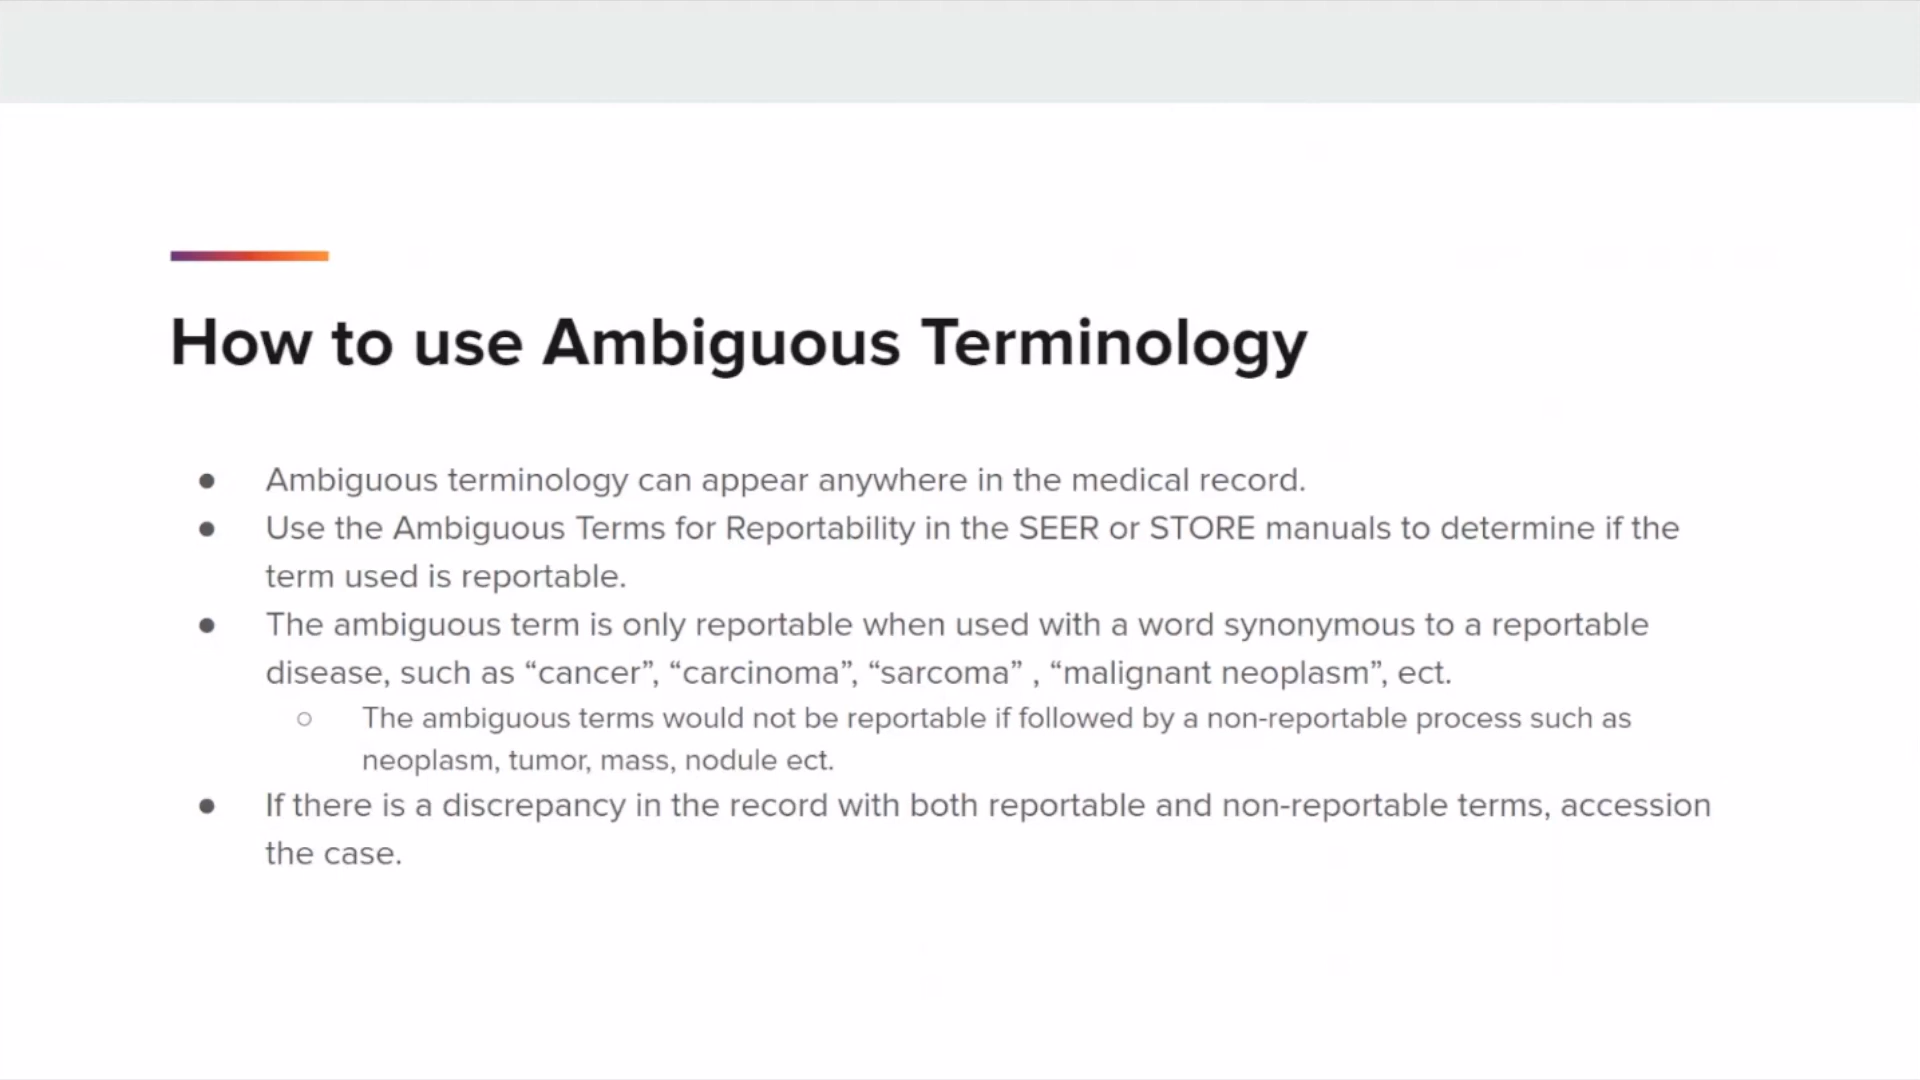 How to use Ambiguous Terminology
● Ambiguous terminology can appear anywhere in the medical record.
● Use the Ambiguous Terms for Reportability in the SEER or STORE manuals to determine if the
term used is reportable.
● The ambiguous term is only reportable when used with a word synonymous to a reportable
disease, such as “cancer”, “carcinoma”, “sarcoma” , “malignant neoplasm”, ect.
○ The ambiguous terms would not be reportable if followed by a non-reportable process such as
neoplasm, tumor, mass, nodule ect.
● If there is a discrepancy in the record with both reportable and non-reportable terms, accession
the case.